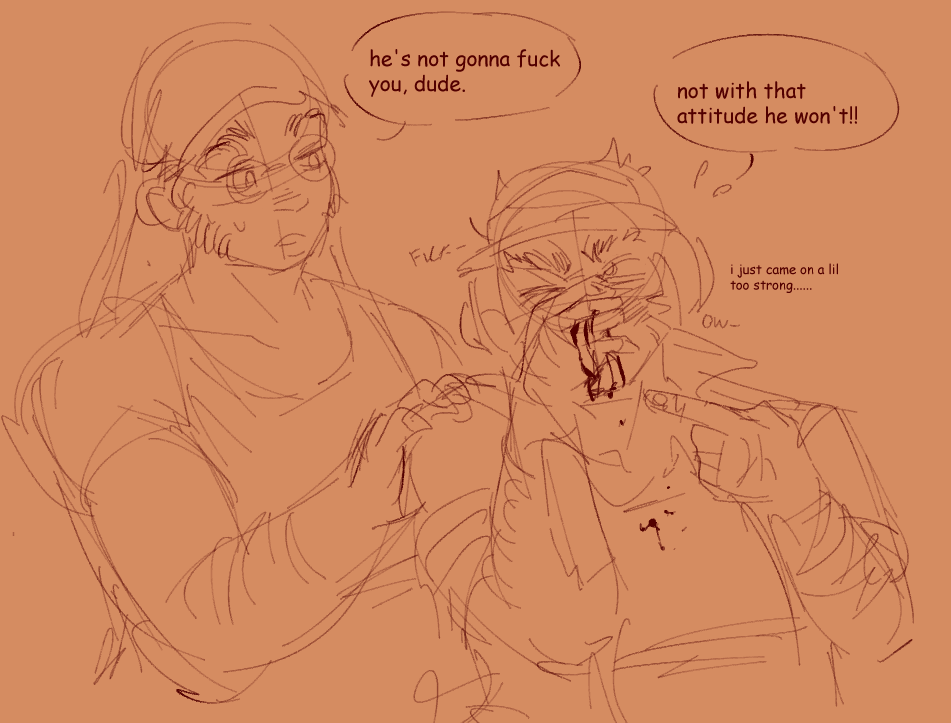 he's not gonna fuck
you, dude.
not with that
attitude he won't!!
i just came on a lil
too strong......
OW-